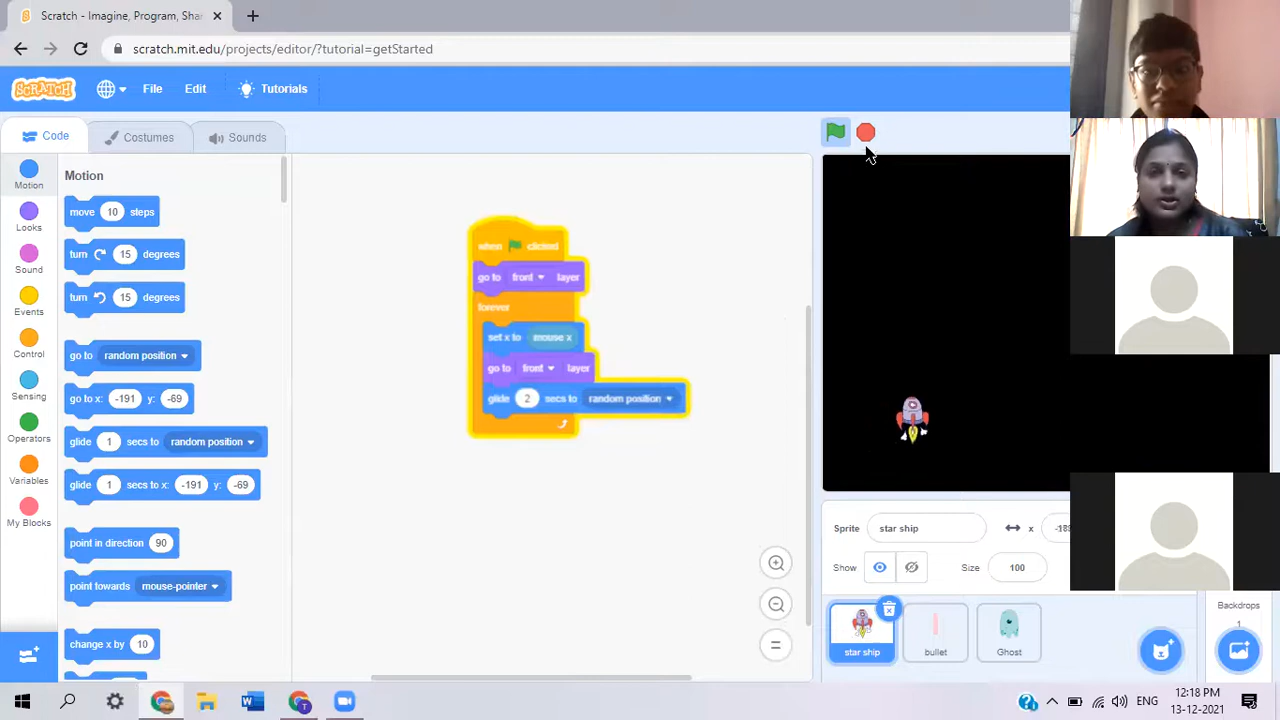 Scratch - Imagine, Program, Shar
scratch.mit.edu/projects/editor/?tutorial=getStarted
SCRATCH
File
Edit
Tutorials
Code
Costumes
Sounds
Motion
Looks
Sound
Events
Control
Sensing
Operators
Variables
My Blocks
Motion
move 10 steps
turn 15 degrees
turn 15 degrees
go to random position
go to x: -191 y: -69
glide 1 secs to random position
glide 1 secs to x: -191 y: -69
point in direction 90
point towards mouse-pointer
change x by 10
when clicked
go to front layer
forever
set x to mouse x
go to front layer
glide 2 secs to random position
Sprite star ship x
Show Size 100
star ship
bullet
Ghost
Backdrops
1
ENG
12:18 PM
13-12-2021